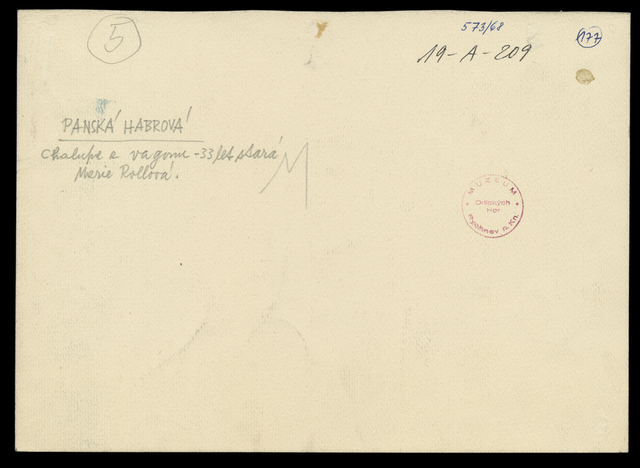 5
573/68
177
19-A-209
PANSKÁ HABROVÁ
Chalupa z vagonu - 33 let stará
Marie Rollová.
M
MUZEUM
Orlických
Hor
Rychnov n. Kn.